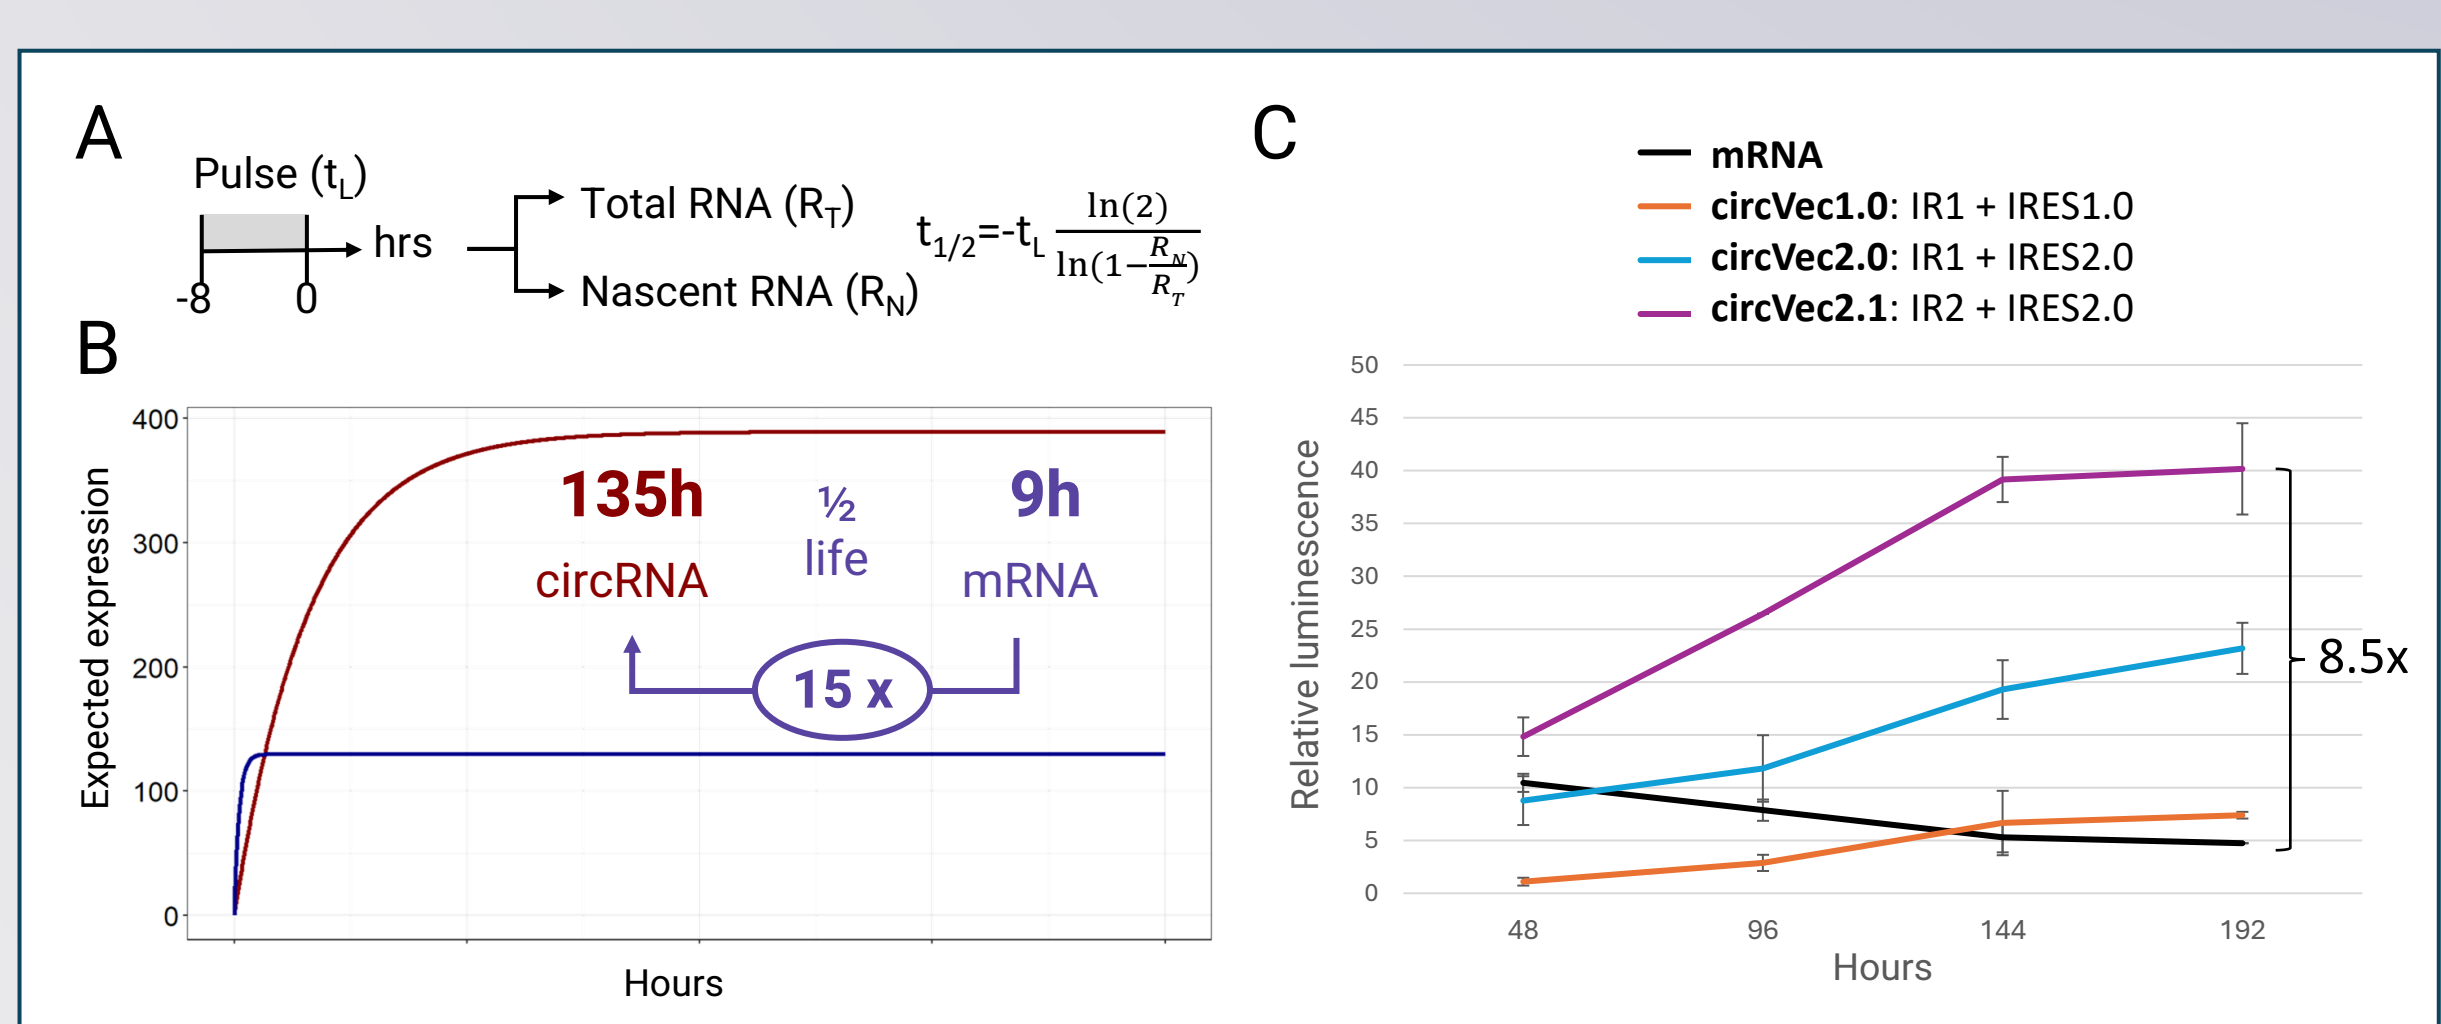 A
Pulse (tL)
-8
0
hrs
Total RNA (RT)
Nascent RNA (RN)
t1/2=-tL ln(2) / ln(1−RN/RT)
B
Expected expression
400
300
200
100
0
135h
circRNA
½
life
9h
mRNA
15 x
Hours
C
mRNA
circVec1.0: IR1 + IRES1.0
circVec2.0: IR1 + IRES2.0
circVec2.1: IR2 + IRES2.0
Relative luminescence
50
45
40
35
30
25
20
15
10
5
0
48 96 144 192
Hours
8.5x